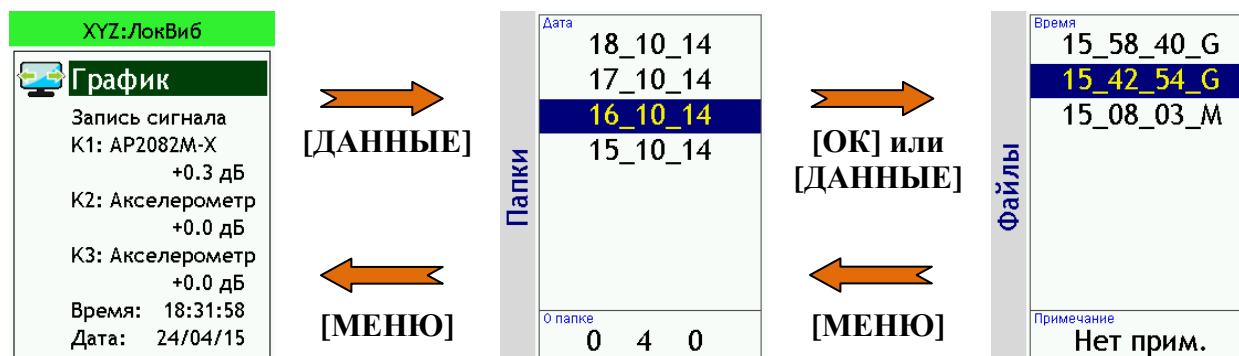 XYZ:ЛокВиб
График
Запись сигнала
К1: AP2082M-X
+0.3 дБ
К2: Акселерометр
+0.0 дБ
К3: Акселерометр
+0.0 дБ
Время: 18:31:58
Дата: 24/04/15
[ДАННЫЕ]
[МЕНЮ]
Папки
Дата
18_10_14
17_10_14
16_10_14
15_10_14
О папке
0 4 0
[ОК] или
[ДАННЫЕ]
[МЕНЮ]
Файлы
Время
15_58_40_G
15_42_54_G
15_08_03_M
Примечание
Нет прим.